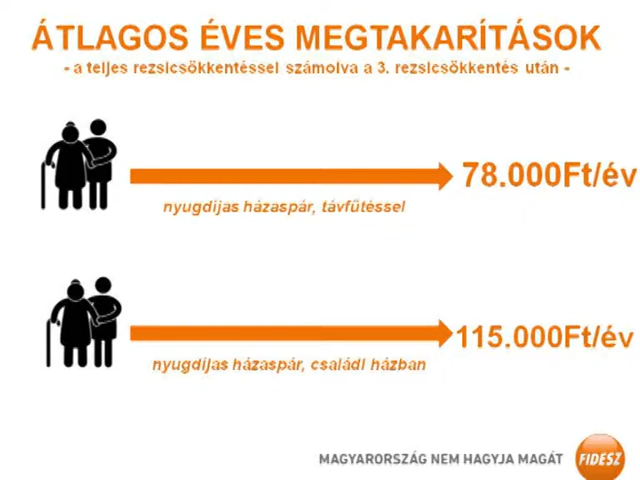 ÁTLAGOS ÉVES MEGTAKARÍTÁSOK
- a teljes rezsicsökkentéssel számolva a 3. rezsicsökkentés után -
78.000Ft/év
nyugdíjas házaspár, távfűtéssel
115.000Ft/év
nyugdíjas házaspár, családi házban
MAGYARORSZÁG NEM HAGYJA MAGÁT
FIDESZ